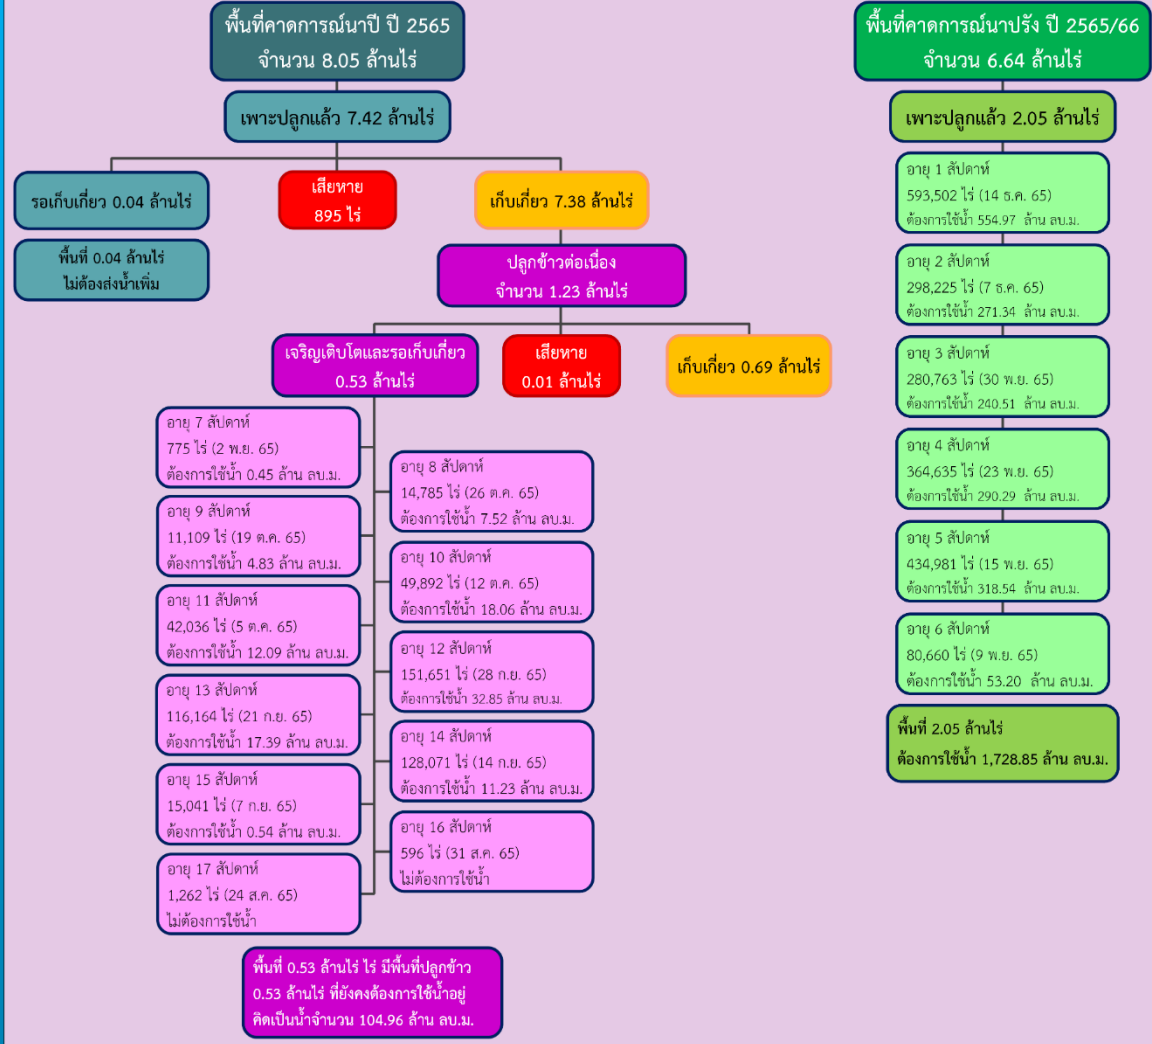 พื้นที่คาดการณ์นาปี ปี 2565
จำนวน 8.05 ล้านไร่
เพาะปลูกแล้ว 7.42 ล้านไร่
รอเก็บเกี่ยว 0.04 ล้านไร่
เสียหาย
895 ไร่
เก็บเกี่ยว 7.38 ล้านไร่
พื้นที่ 0.04 ล้านไร่
ไม่ต้องส่งน้ำเพิ่ม
ปลูกข้าวต่อเนื่อง
จำนวน 1.23 ล้านไร่
เจริญเติบโตและรอเก็บเกี่ยว
0.53 ล้านไร่
เสียหาย
0.01 ล้านไร่
เก็บเกี่ยว 0.69 ล้านไร่
อายุ 7 สัปดาห์
775 ไร่ (2 พ.ย. 65)
ต้องการใช้น้ำ 0.45 ล้าน ลบ.ม.
อายุ 8 สัปดาห์
14,785 ไร่ (26 ต.ค. 65)
ต้องการใช้น้ำ 7.52 ล้าน ลบ.ม.
อายุ 9 สัปดาห์
11,109 ไร่ (19 ต.ค. 65)
ต้องการใช้น้ำ 4.83 ล้าน ลบ.ม.
อายุ 10 สัปดาห์
49,892 ไร่ (12 ต.ค. 65)
ต้องการใช้น้ำ 18.06 ล้าน ลบ.ม.
อายุ 11 สัปดาห์
42,036 ไร่ (5 ต.ค. 65)
ต้องการใช้น้ำ 12.09 ล้าน ลบ.ม.
อายุ 12 สัปดาห์
151,651 ไร่ (28 ก.ย. 65)
ต้องการใช้น้ำ 32.85 ล้าน ลบ.ม.
อายุ 13 สัปดาห์
116,164 ไร่ (21 ก.ย. 65)
ต้องการใช้น้ำ 17.39 ล้าน ลบ.ม.
อายุ 14 สัปดาห์
128,071 ไร่ (14 ก.ย. 65)
ต้องการใช้น้ำ 11.23 ล้าน ลบ.ม.
อายุ 15 สัปดาห์
15,041 ไร่ (7 ก.ย. 65)
ต้องการใช้น้ำ 0.54 ล้าน ลบ.ม.
อายุ 16 สัปดาห์
596 ไร่ (31 ส.ค. 65)
ไม่ต้องการใช้น้ำ
อายุ 17 สัปดาห์
1,262 ไร่ (24 ส.ค. 65)
ไม่ต้องการใช้น้ำ
พื้นที่ 0.53 ล้านไร่ ไร่ มีพื้นที่ปลูกข้าว
0.53 ล้านไร่ ที่ยังคงต้องการใช้น้ำอยู่
คิดเป็นน้ำจำนวน 104.96 ล้าน ลบ.ม.
พื้นที่คาดการณ์นาปรัง ปี 2565/66
จำนวน 6.64 ล้านไร่
เพาะปลูกแล้ว 2.05 ล้านไร่
อายุ 1 สัปดาห์
593,502 ไร่ (14 ธ.ค. 65)
ต้องการใช้น้ำ 554.97 ล้าน ลบ.ม.
อายุ 2 สัปดาห์
298,225 ไร่ (7 ธ.ค. 65)
ต้องการใช้น้ำ 271.34 ล้าน ลบ.ม.
อายุ 3 สัปดาห์
280,763 ไร่ (30 พ.ย. 65)
ต้องการใช้น้ำ 240.51 ล้าน ลบ.ม.
อายุ 4 สัปดาห์
364,635 ไร่ (23 พ.ย. 65)
ต้องการใช้น้ำ 290.29 ล้าน ลบ.ม.
อายุ 5 สัปดาห์
434,981 ไร่ (15 พ.ย. 65)
ต้องการใช้น้ำ 318.54 ล้าน ลบ.ม.
อายุ 6 สัปดาห์
80,660 ไร่ (9 พ.ย. 65)
ต้องการใช้น้ำ 53.20 ล้าน ลบ.ม.
พื้นที่ 2.05 ล้านไร่
ต้องการใช้น้ำ 1,728.85 ล้าน ลบ.ม.